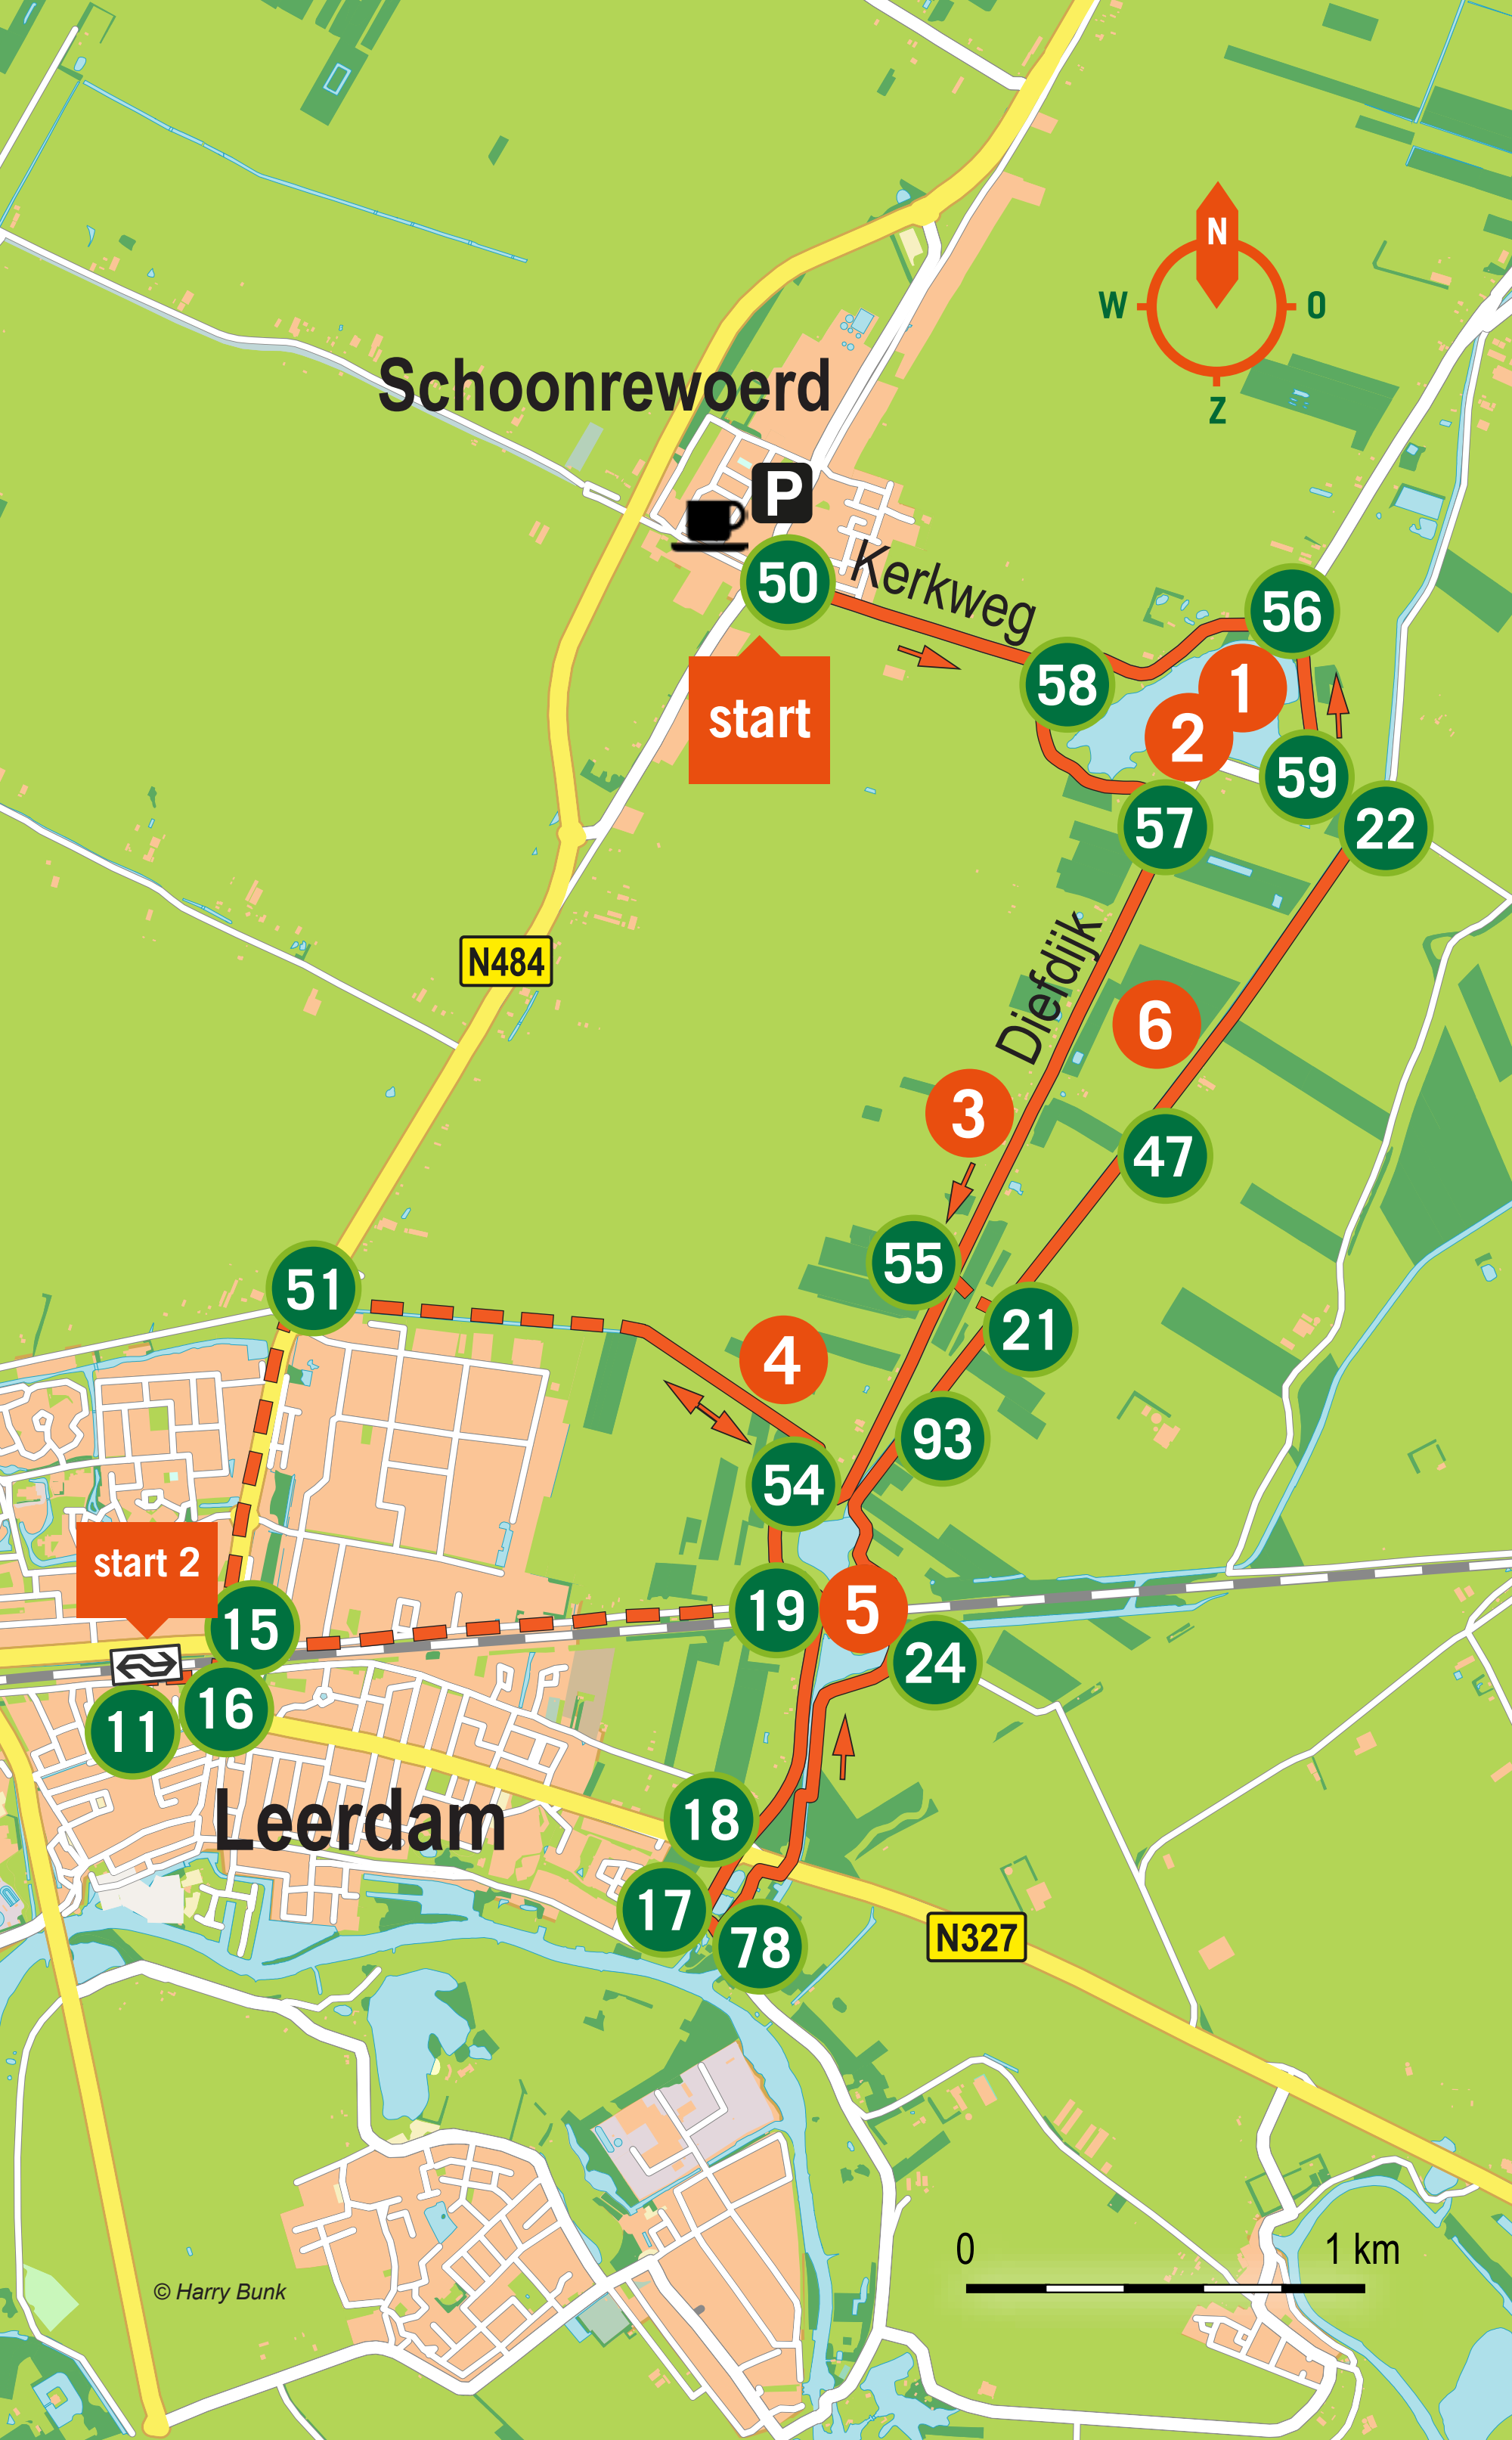 N
W
O
Z
Schoonrewoerd
P
50
Kerkweg
56
58
1
start
2
59
57
22
Diefdijk
N484
6
3
47
55
51
21
4
93
54
start 2
19
5
15
24
16
11
18
Leerdam
17
78
N327
0
1 km
© Harry Bunk